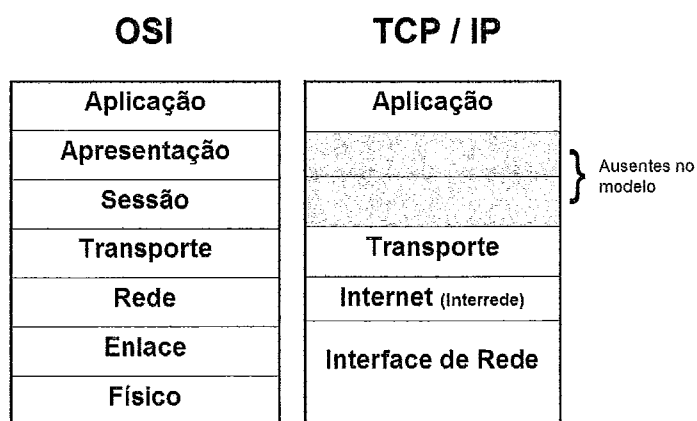 OSI
TCP / IP
Aplicação
Apresentação
Sessão
Transporte
Rede
Enlace
Físico
Aplicação
Transporte
Internet (Interrede)
Interface de Rede
Ausentes no
modelo